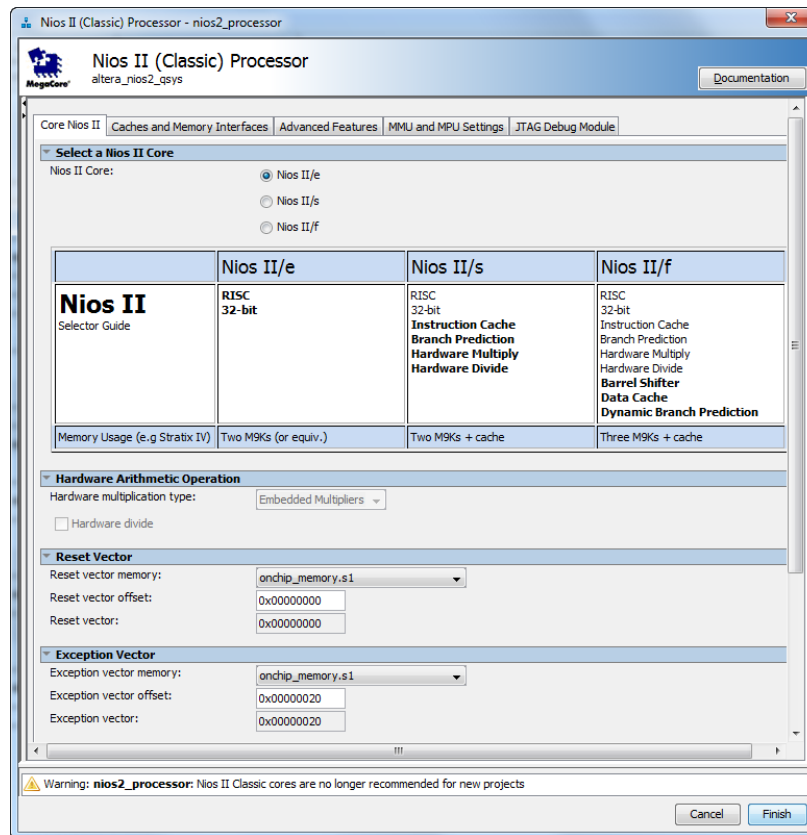 Nios II (Classic) Processor - nios2_processor
Nios II (Classic) Processor
altera_nios2_qsys
MegaCore®
Documentation
Core Nios II Caches and Memory Interfaces Advanced Features MMU and MPU Settings JTAG Debug Module
Select a Nios II Core
Nios II Core:
Nios II/e
Nios II/s
Nios II/f
Nios II/e Nios II/s Nios II/f
Nios II
Selector Guide
RISC
32-bit
RISC
32-bit
Instruction Cache
Branch Prediction
Hardware Multiply
Hardware Divide
RISC
32-bit
Instruction Cache
Branch Prediction
Hardware Multiply
Hardware Divide
Barrel Shifter
Data Cache
Dynamic Branch Prediction
Memory Usage (e.g Stratix IV) Two M9Ks (or equiv.) Two M9Ks + cache Three M9Ks + cache
Hardware Arithmetic Operation
Hardware multiplication type: Embedded Multipliers
Hardware divide
Reset Vector
Reset vector memory: onchip_memory.s1
Reset vector offset: 0x00000000
Reset vector: 0x00000000
Exception Vector
Exception vector memory: onchip_memory.s1
Exception vector offset: 0x00000020
Exception vector: 0x00000020
Warning: nios2_processor: Nios II Classic cores are no longer recommended for new projects
Cancel Finish